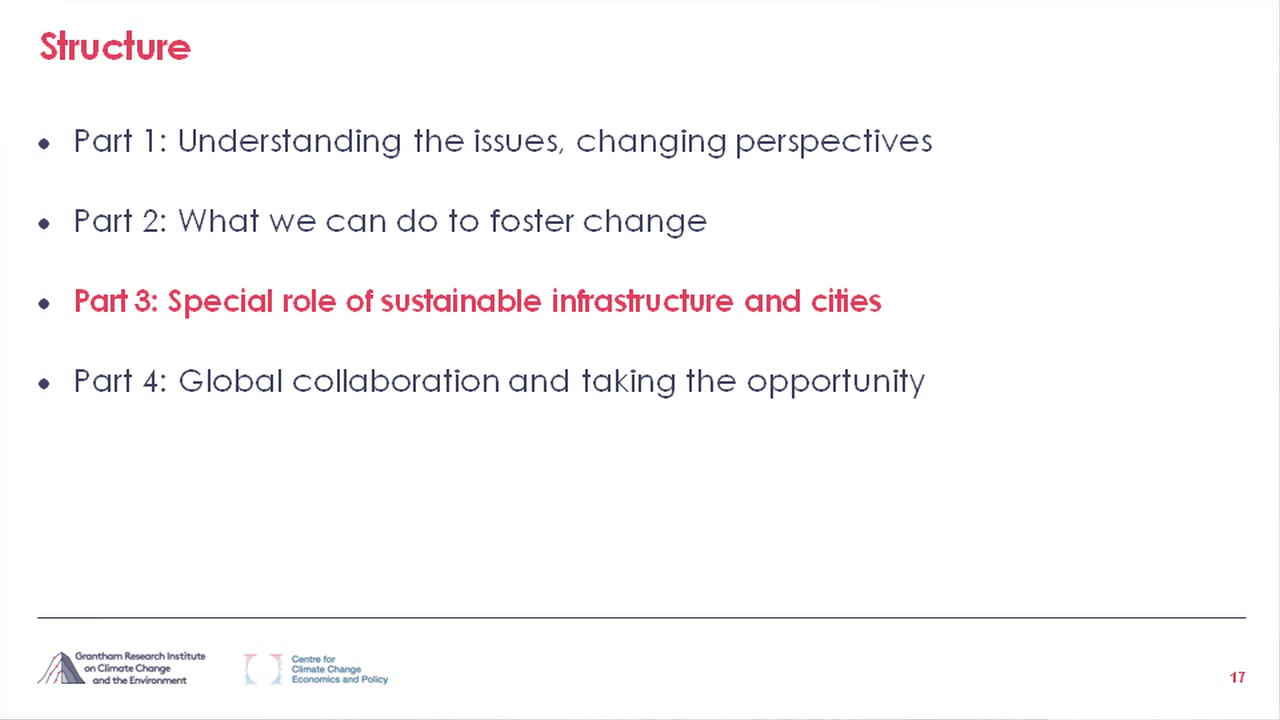 Structure
• Part 1: Understanding the issues, changing perspectives
• Part 2: What we can do to foster change
• Part 3: Special role of sustainable infrastructure and cities
• Part 4: Global collaboration and taking the opportunity
Grantham Research Institute
on Climate Change
and the Environment
Centre for
Climate Change
Economics and Policy
17